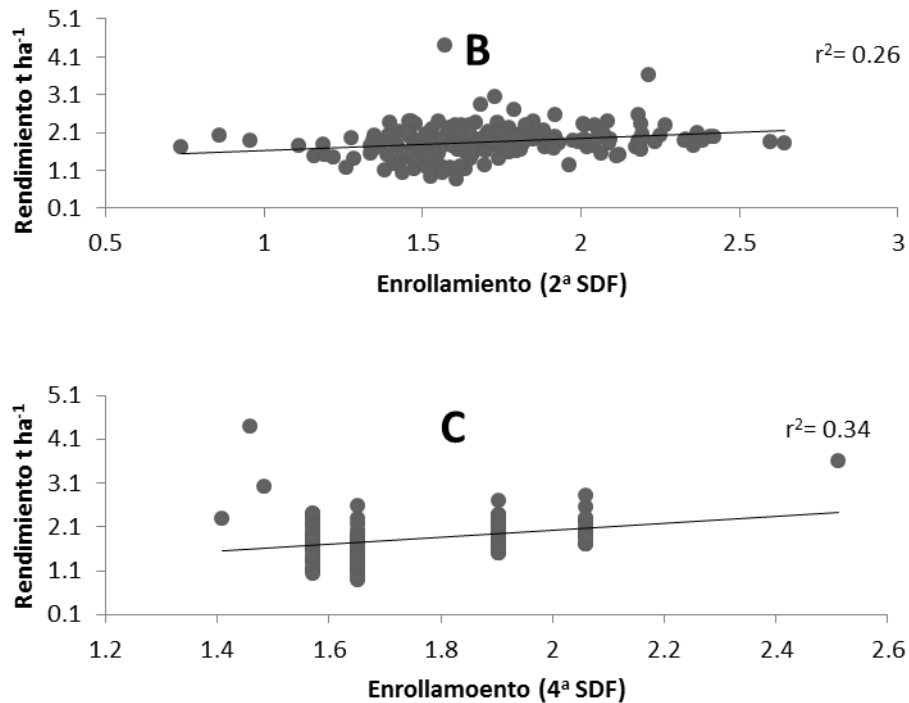 5.1
B
r²= 0.26
4.1
3.1
2.1
1.1
0.1
Rendimiento t ha⁻¹
0.5 1 1.5 2 2.5 3
Enrollamiento (2ª SDF)
5.1
C
r²= 0.34
4.1
3.1
2.1
1.1
0.1
Rendimiento t ha⁻¹
1.2 1.4 1.6 1.8 2 2.2 2.4 2.6
Enrollamoento (4ª SDF)